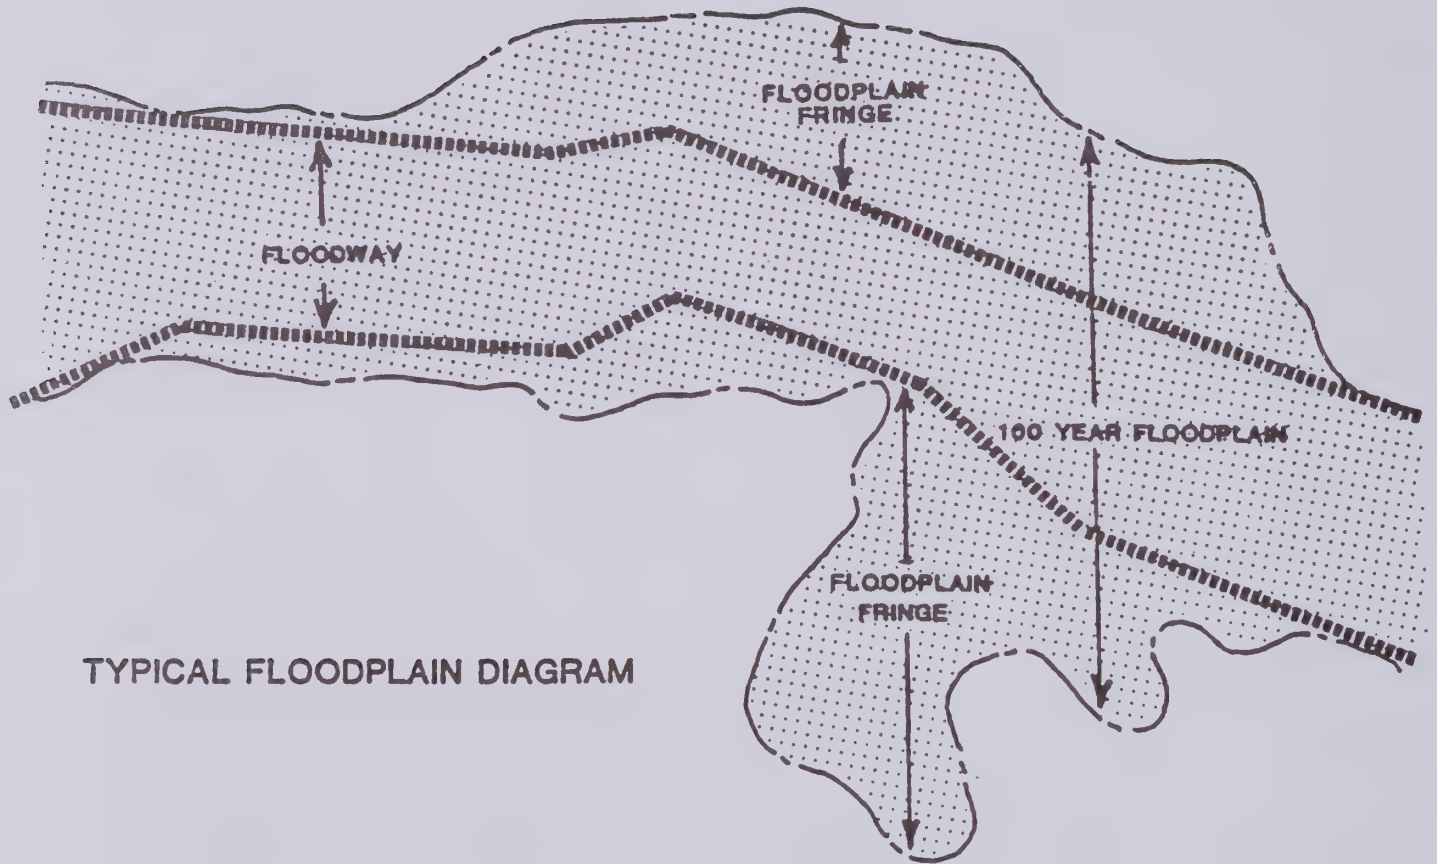 FLOODPLAIN
FRINGE
FLOODWAY
100 YEAR FLOODPLAIN
FLOODPLAIN
FRINGE
TYPICAL FLOODPLAIN DIAGRAM